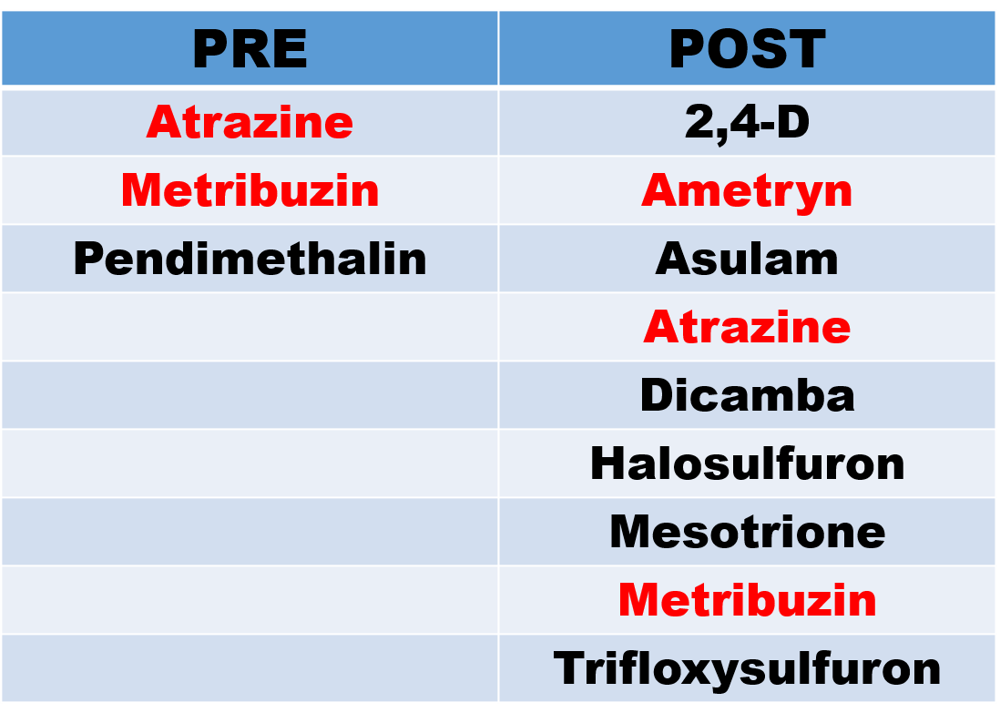 PRE POST
Atrazine 2,4-D
Metribuzin Ametryn
Pendimethalin Asulam
Atrazine
Dicamba
Halosulfuron
Mesotrione
Metribuzin
Trifloxysulfuron